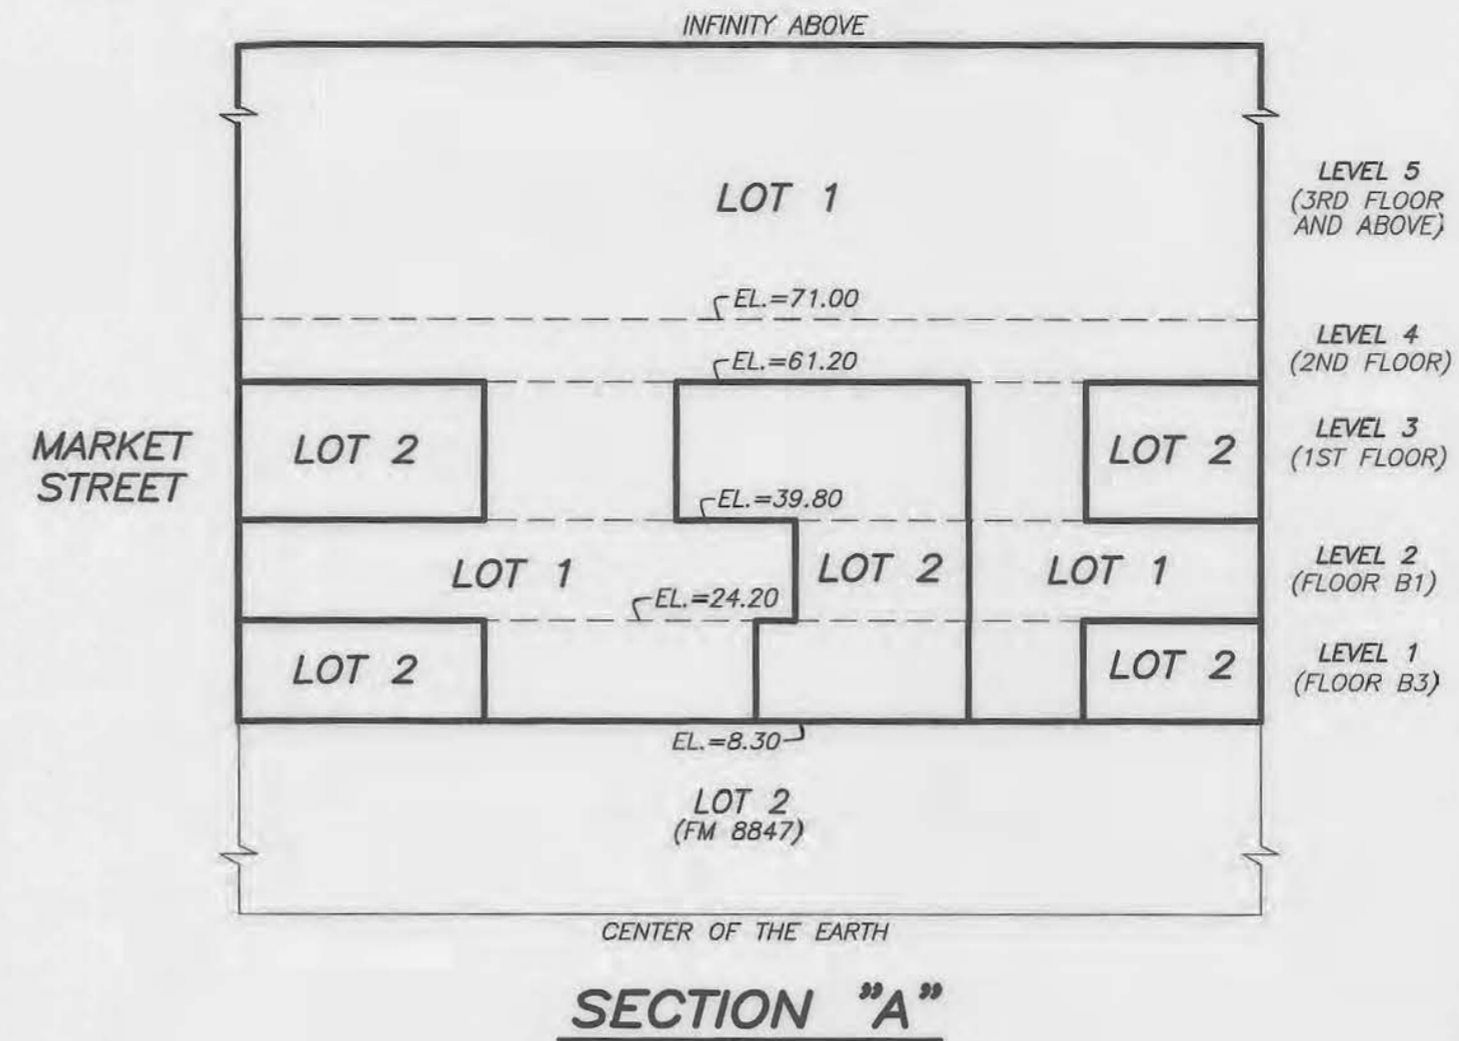 INFINITY ABOVE
LOT 1
LEVEL 5
(3RD FLOOR
AND ABOVE)
EL.=71.00
LEVEL 4
(2ND FLOOR)
EL.=61.20
MARKET
STREET
LOT 2
LOT 2
LEVEL 3
(1ST FLOOR)
EL.=39.80
LOT 1
LOT 2
LOT 1
LEVEL 2
(FLOOR B1)
EL.=24.20
LOT 2
LOT 2
LEVEL 1
(FLOOR B3)
EL.=8.30
LOT 2
(FM 8847)
CENTER OF THE EARTH
SECTION "A"